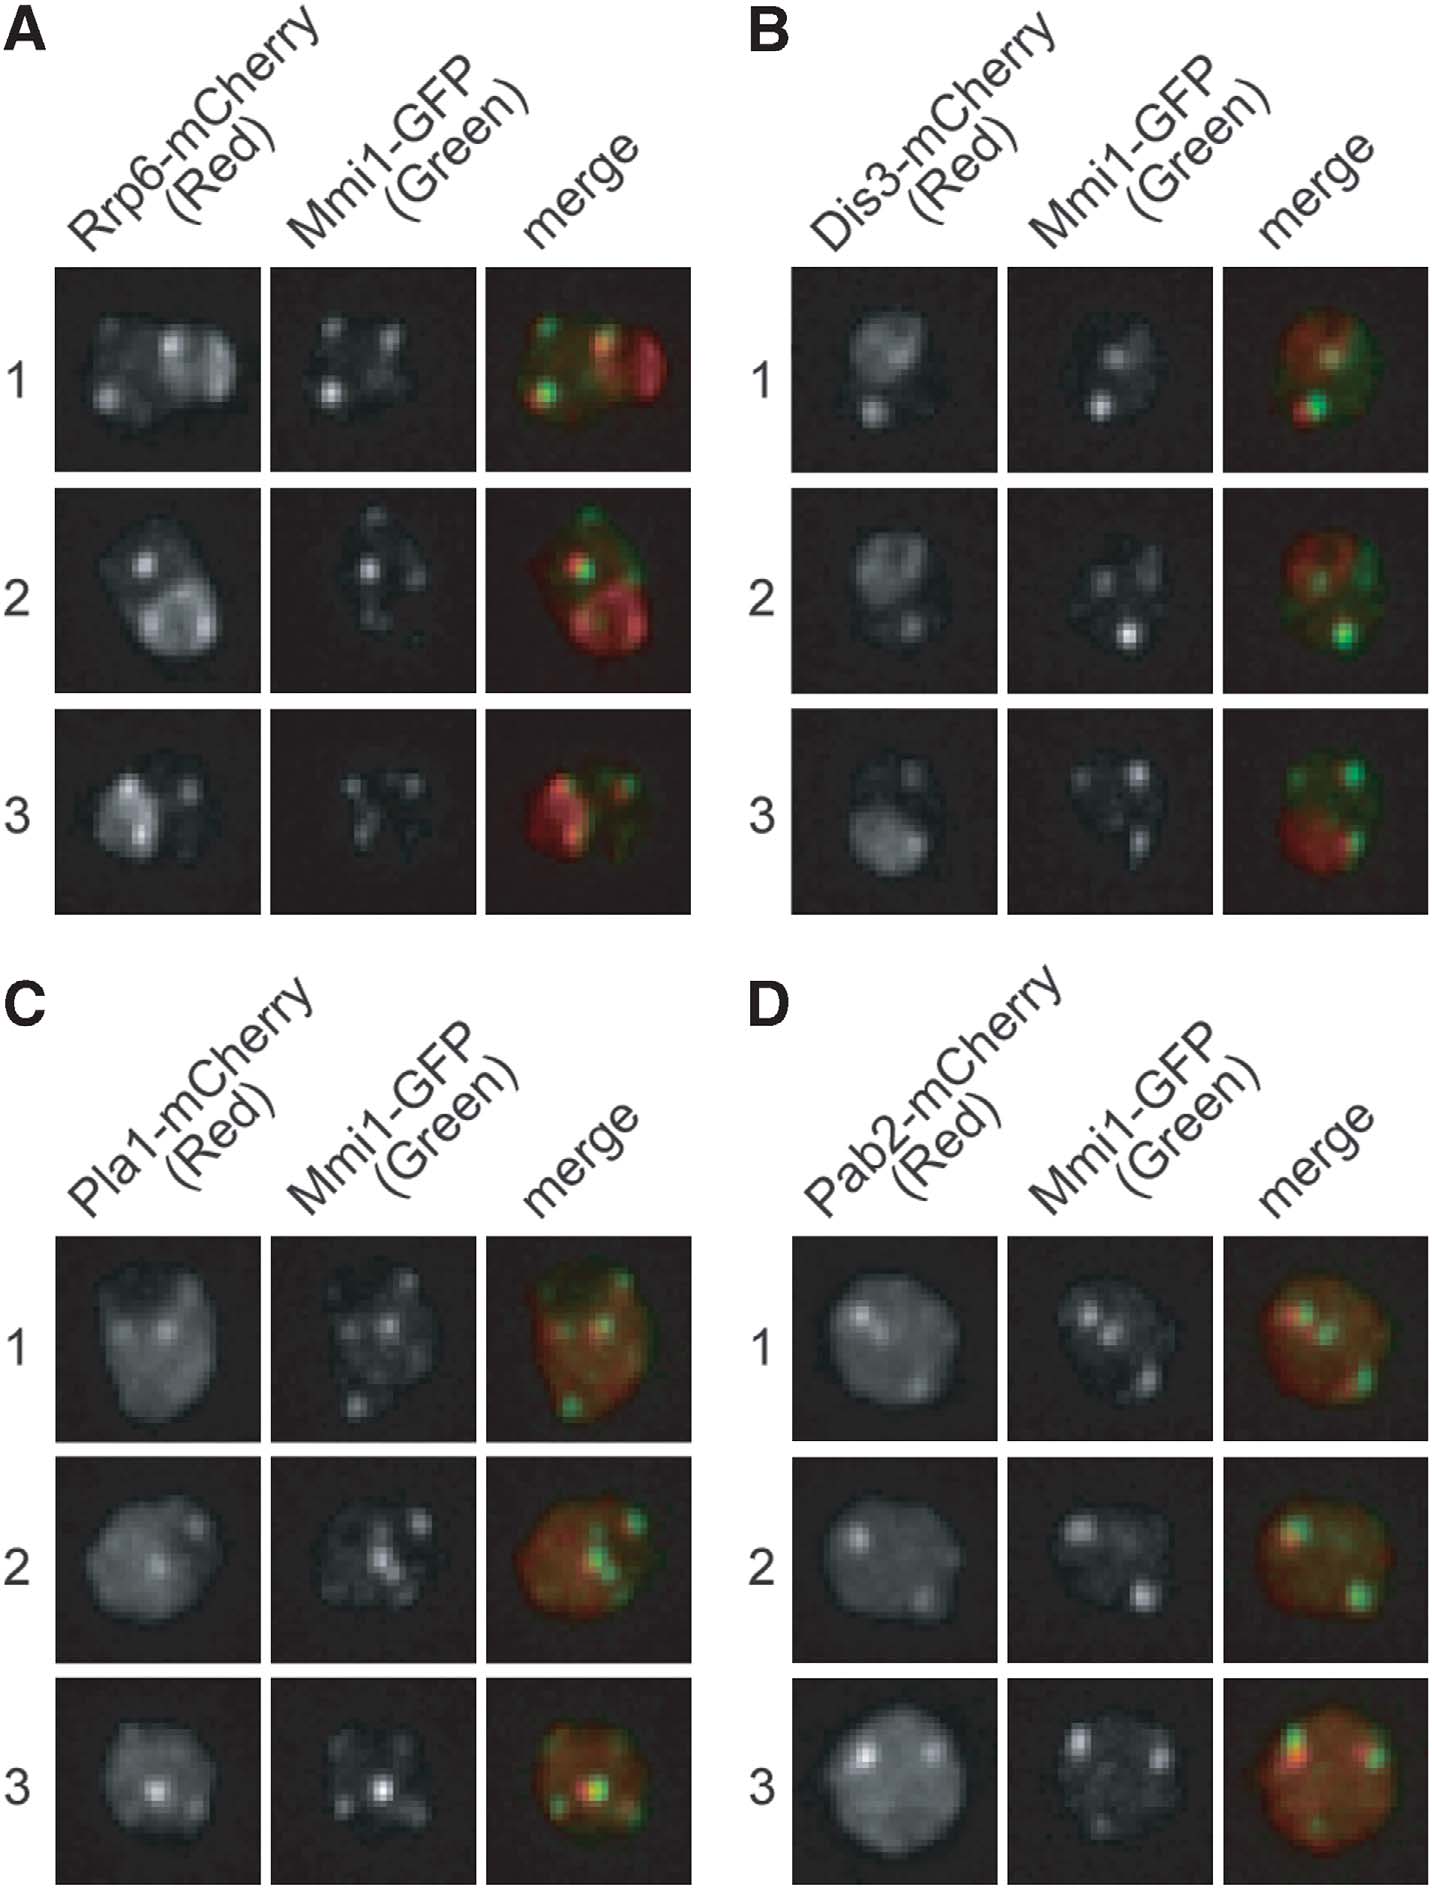 A
Rrp6-mCherry
(Red)
Mmi1-GFP
(Green)
merge
1
2
3
B
Dis3-mCherry
(Red)
Mmi1-GFP
(Green)
merge
1
2
3
C
Pla1-mCherry
(Red)
Mmi1-GFP
(Green)
merge
1
2
3
D
Pab2-mCherry
(Red)
Mmi1-GFP
(Green)
merge
1
2
3